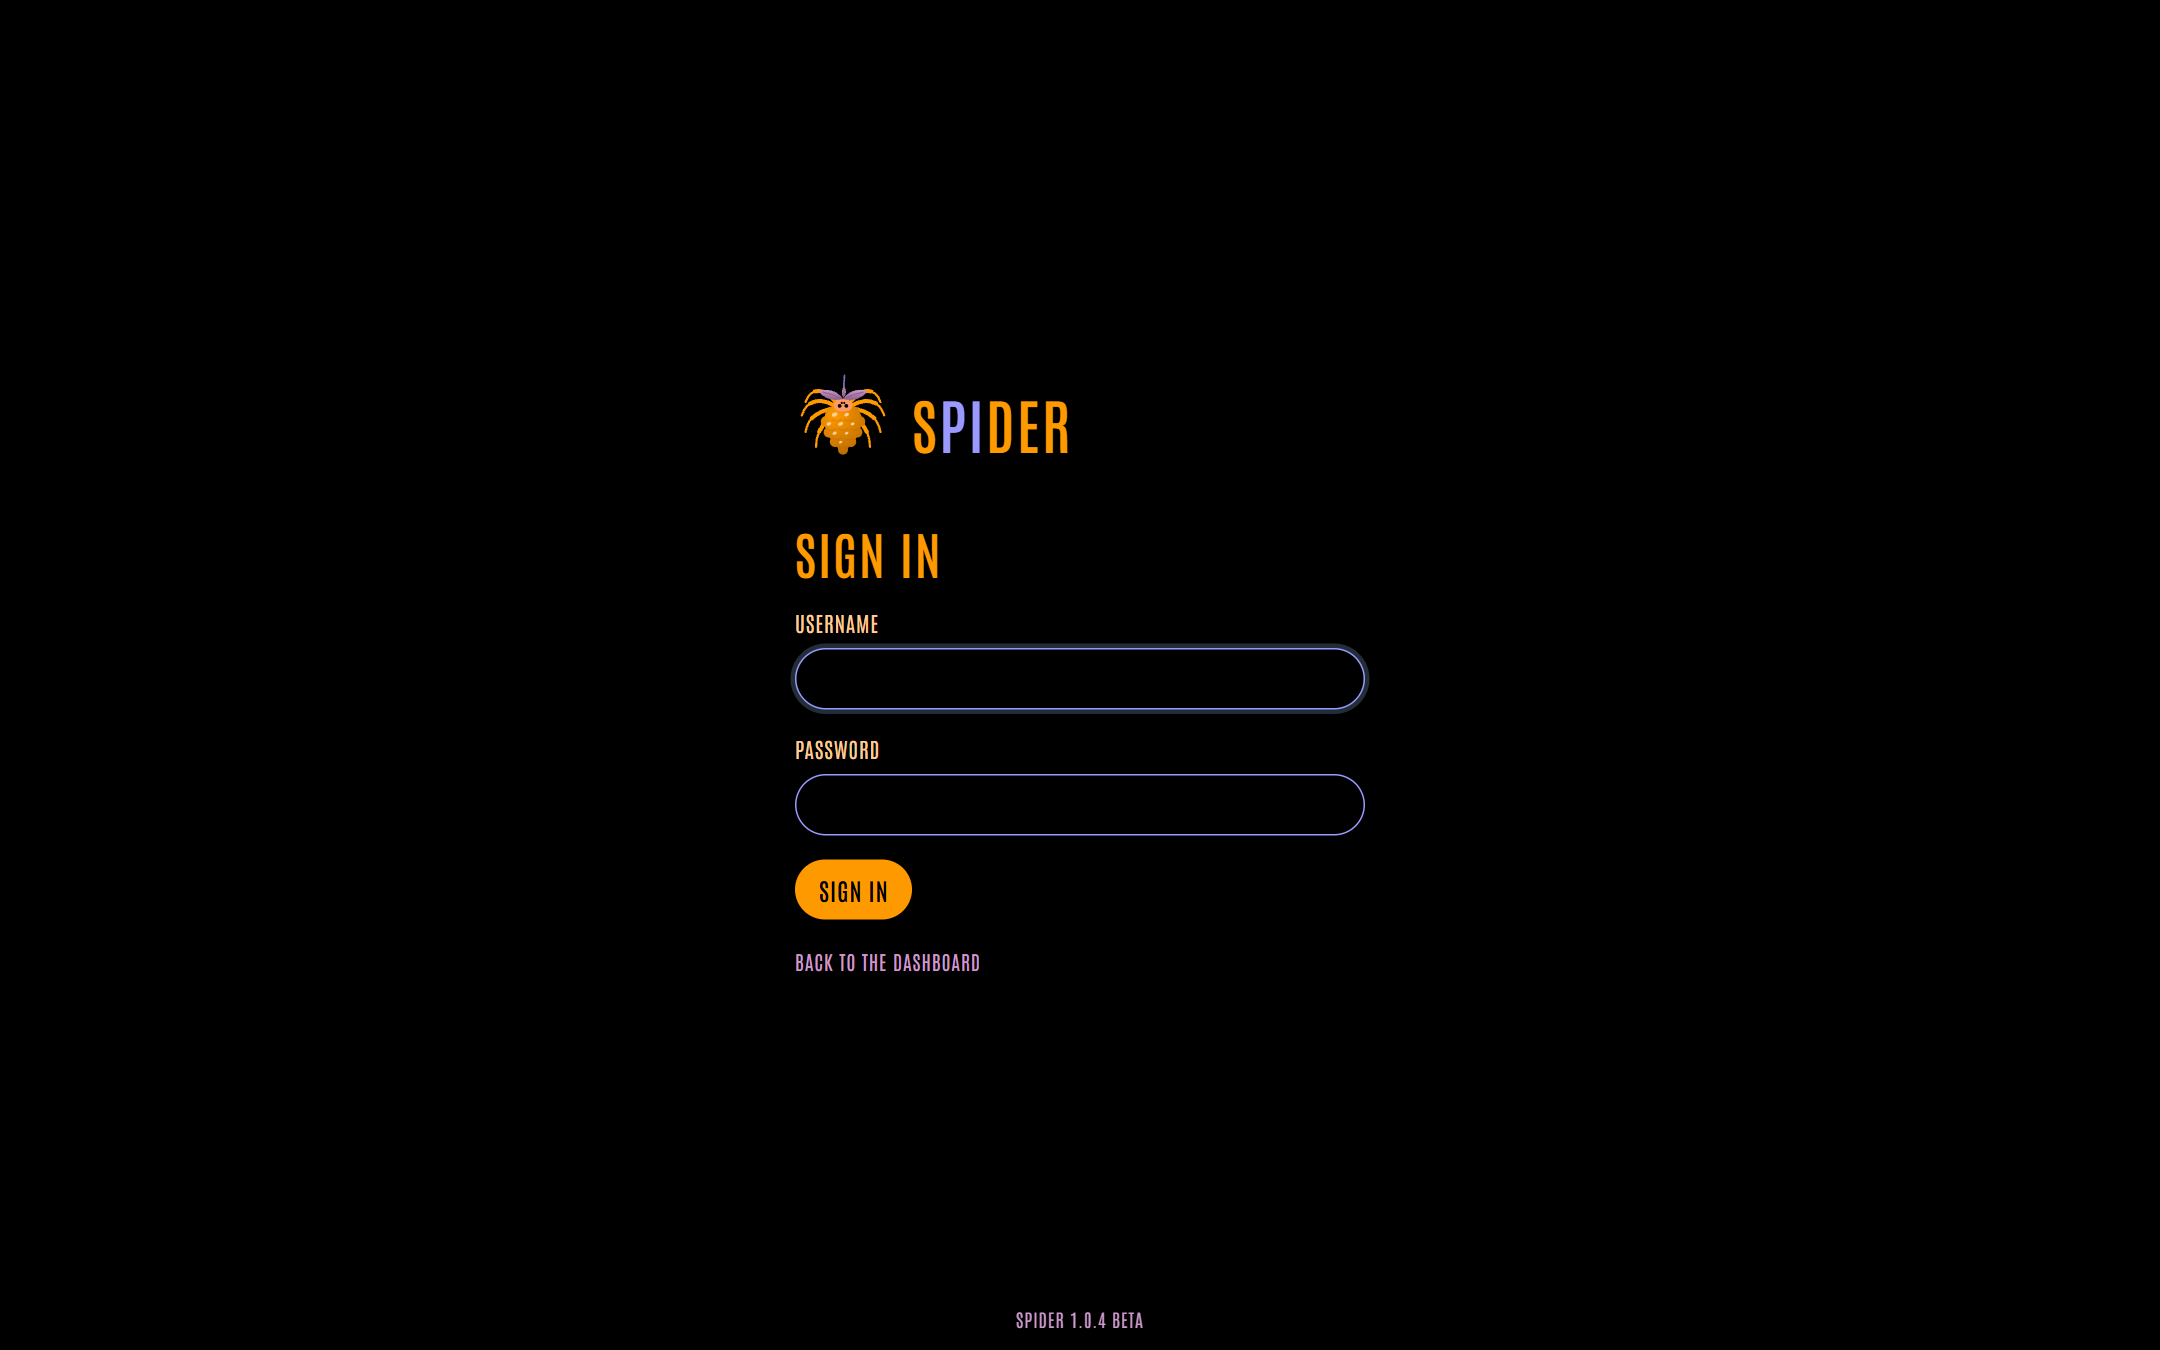 SPIDER
SIGN IN
USERNAME
PASSWORD
SIGN IN
BACK TO THE DASHBOARD
SPIDER 1.0.4 BETA